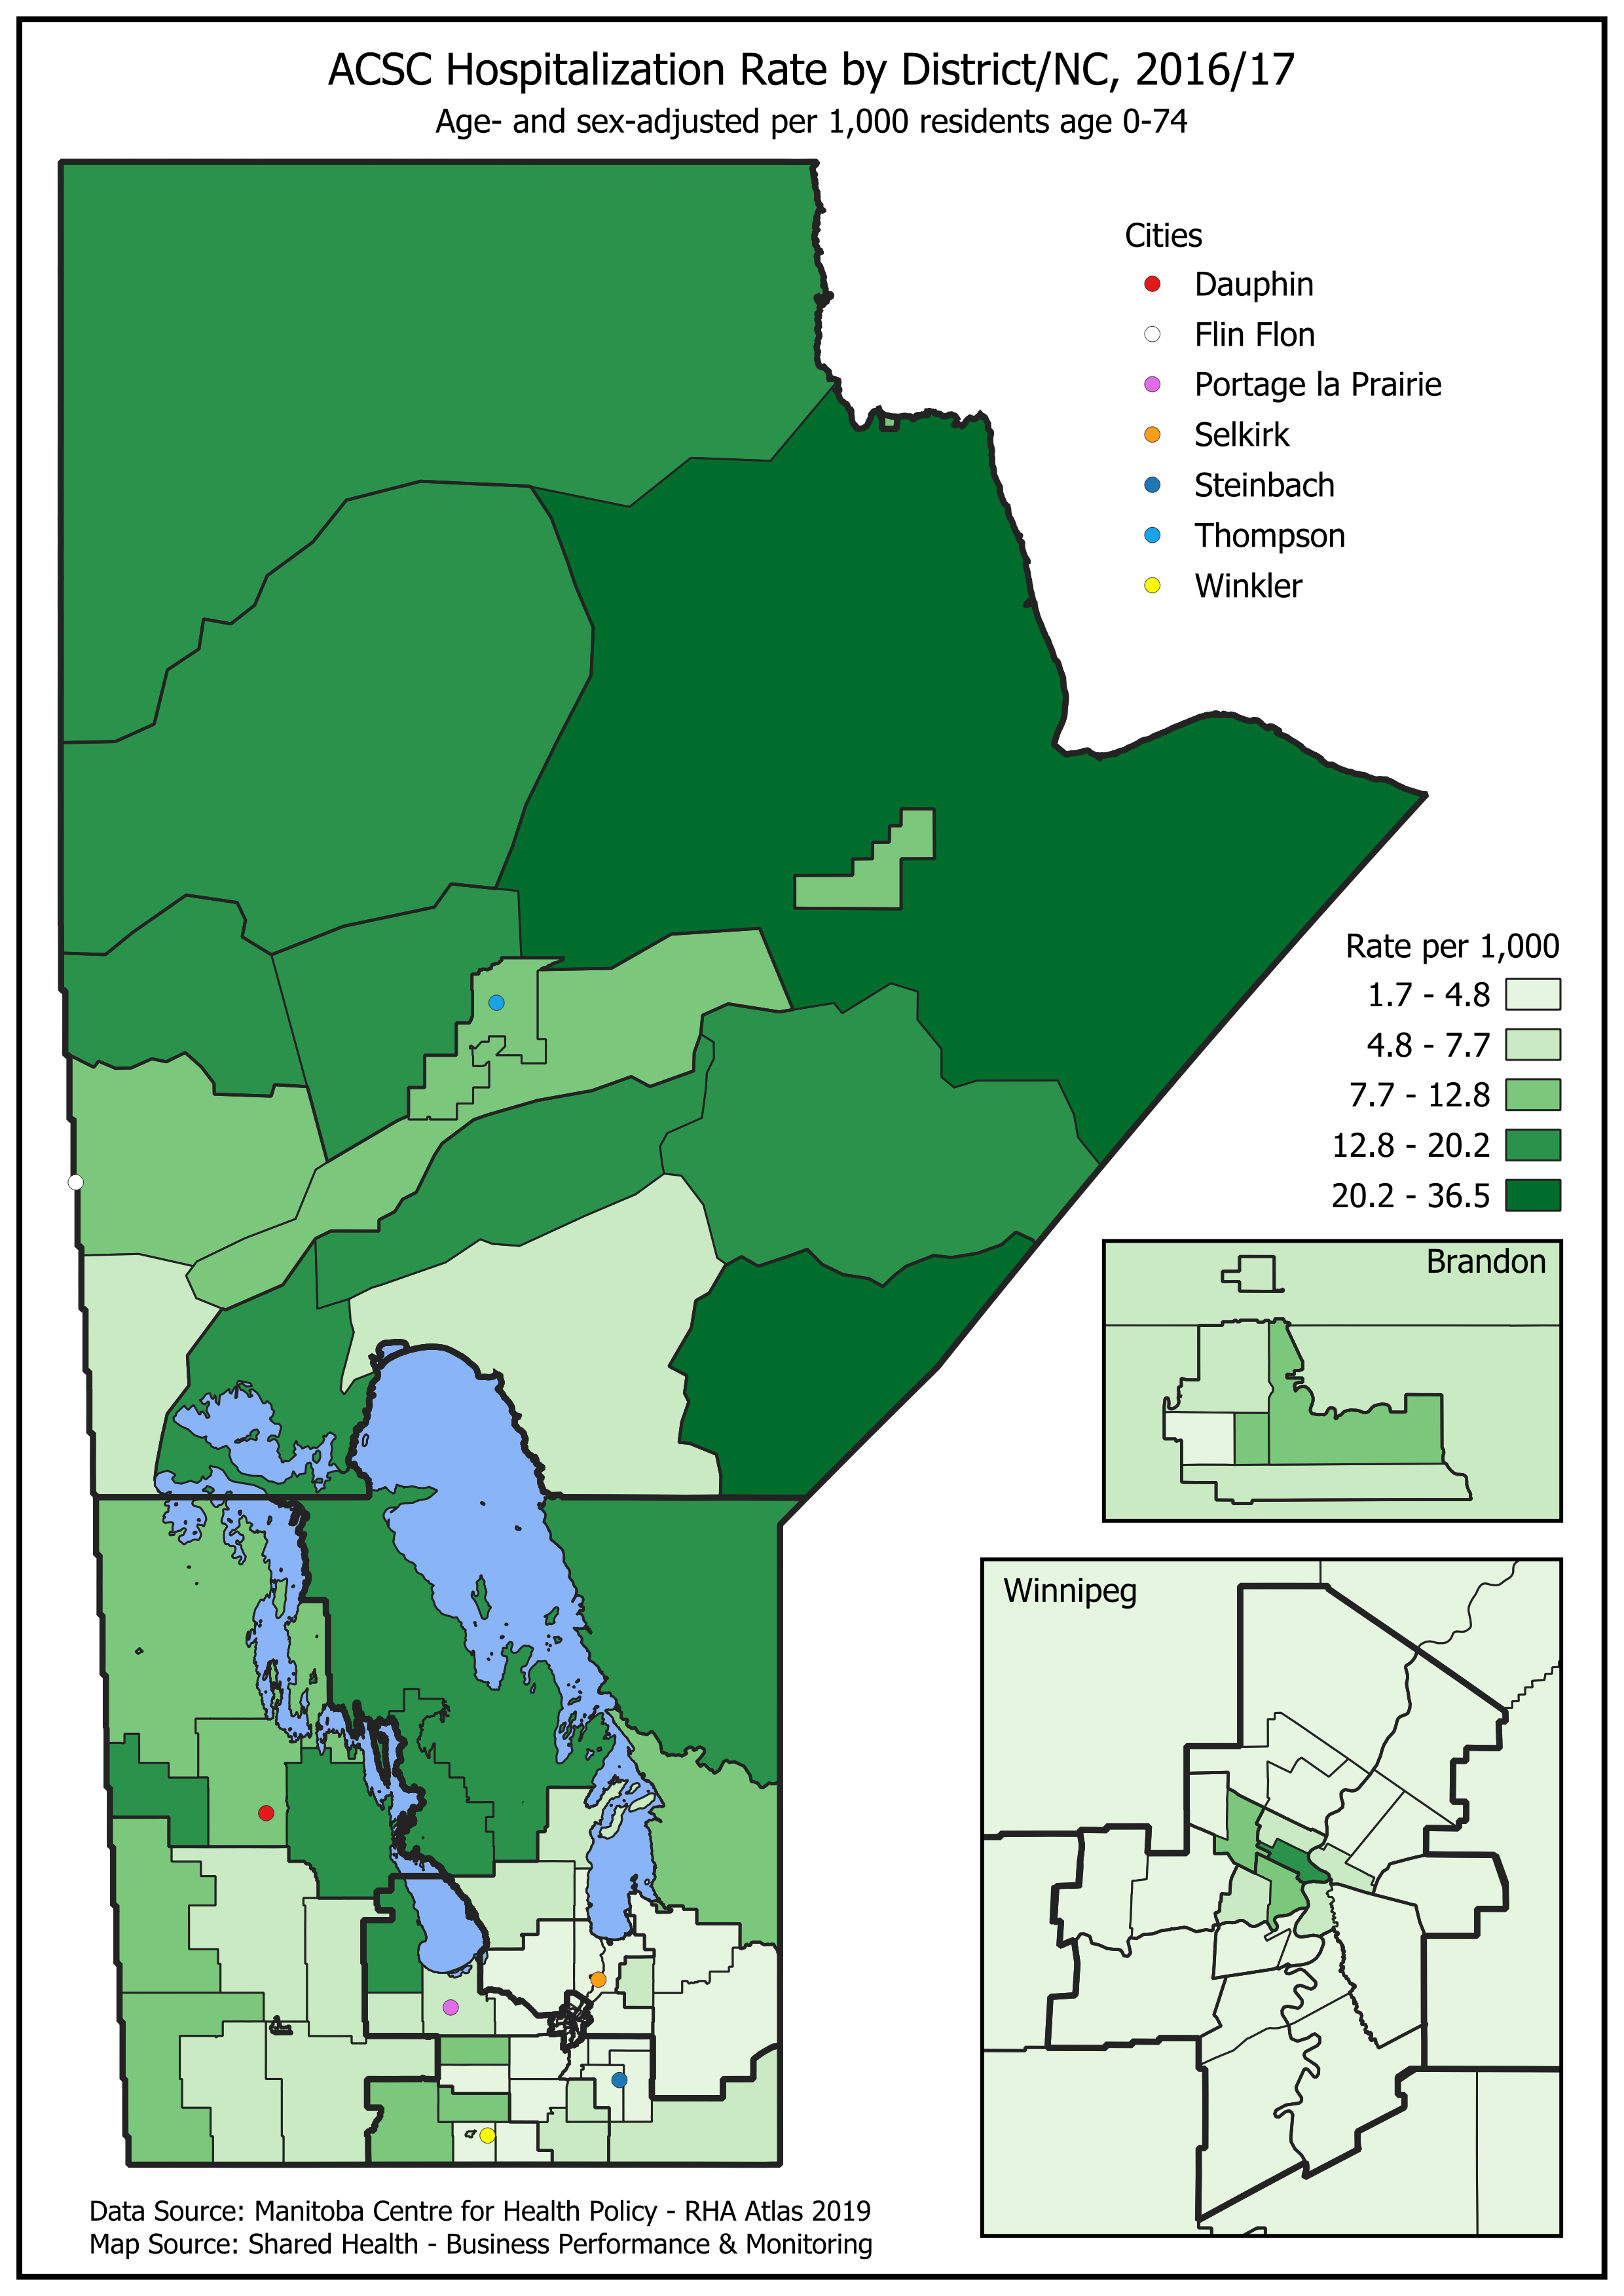 ACSC Hospitalization Rate by District/NC, 2016/17
Age- and sex-adjusted per 1,000 residents age 0-74
Cities
Dauphin
Flin Flon
Portage la Prairie
Selkirk
Steinbach
Thompson
Winkler
Rate per 1,000
1.7 - 4.8
4.8 - 7.7
7.7 - 12.8
12.8 - 20.2
20.2 - 36.5
Brandon
Winnipeg
Data Source: Manitoba Centre for Health Policy - RHA Atlas 2019
Map Source: Shared Health - Business Performance & Monitoring